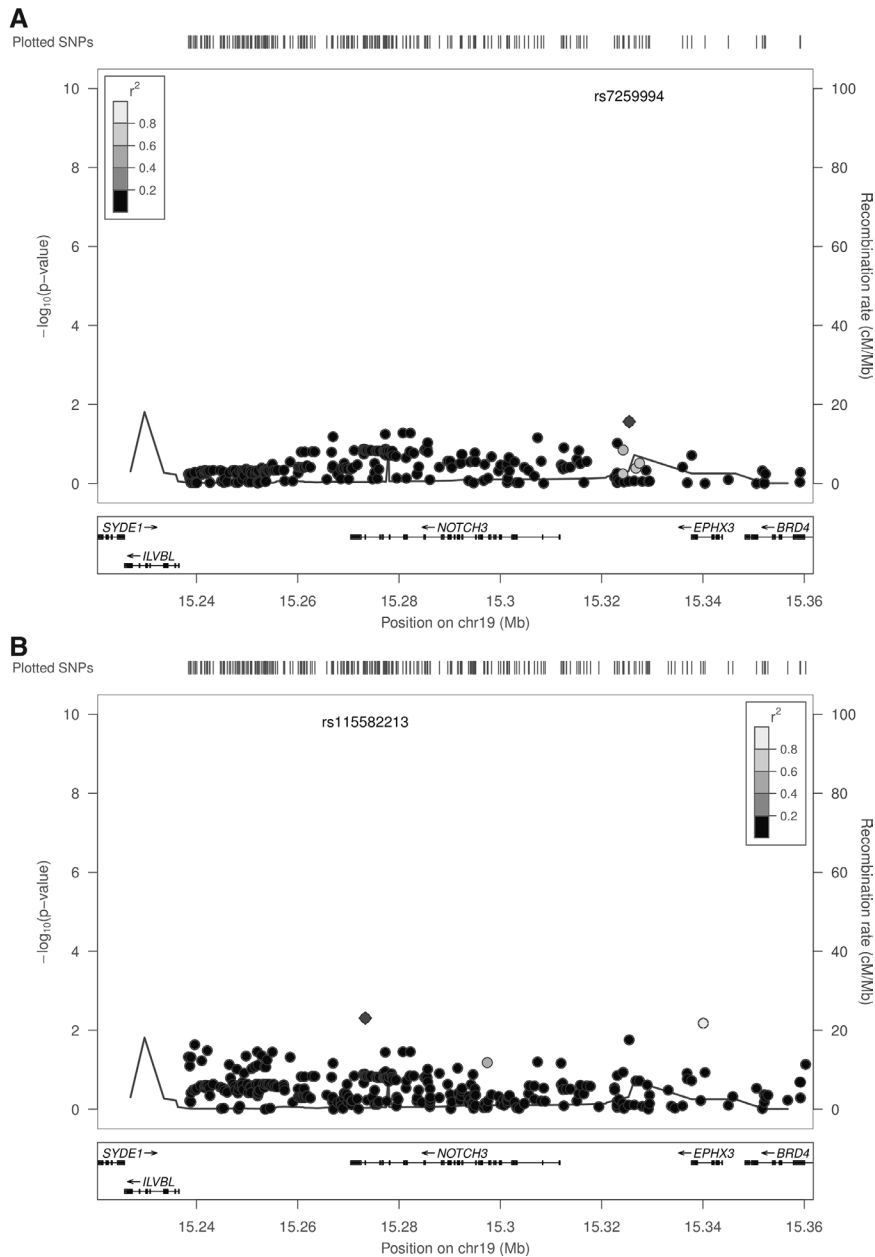 A
Plotted SNPs
r²
0.8
0.6
0.4
0.2
rs7259994
10
8
6
4
2
0
−log₁₀(p−value)
100
80
60
40
20
0
Recombination rate (cM/Mb)
SYDE1→
←NOTCH3
←EPHX3
←BRD4
←ILVBL
15.24 15.26 15.28 15.3 15.32 15.34 15.36
Position on chr19 (Mb)
B
Plotted SNPs
rs115582213
r²
0.8
0.6
0.4
0.2
10
8
6
4
2
0
−log₁₀(p−value)
100
80
60
40
20
0
Recombination rate (cM/Mb)
SYDE1→
←NOTCH3
←EPHX3
←BRD4
←ILVBL
15.24 15.26 15.28 15.3 15.32 15.34 15.36
Position on chr19 (Mb)